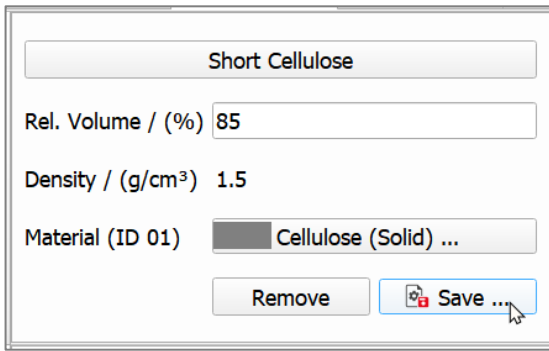 Short Cellulose
Rel. Volume / (%) 85
Density / (g/cm³) 1.5
Material (ID 01) Cellulose (Solid) ...
Remove Save ...